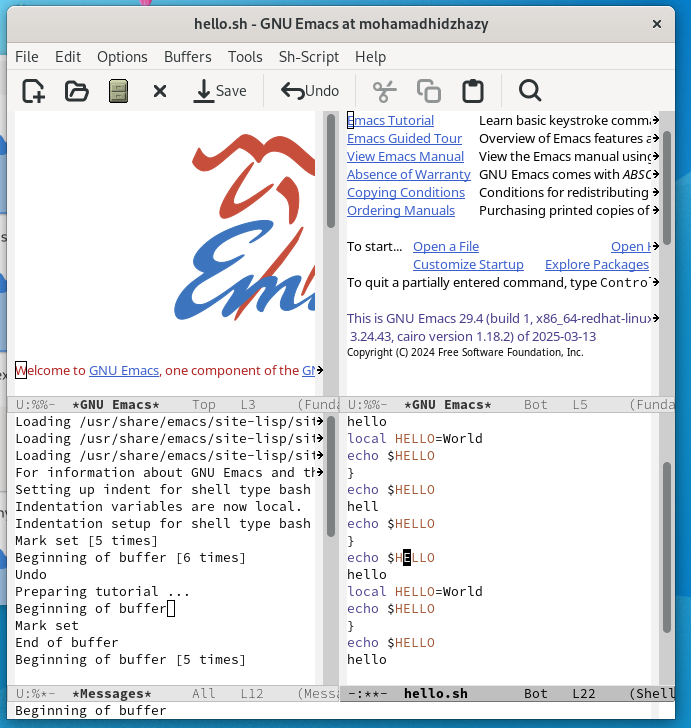 hello.sh - GNU Emacs at mohamadhidzhazy
File Edit Options Buffers Tools Sh-Script Help
Save Undo
Em
Welcome to GNU Emacs, one component of the GN
U:%%- *GNU Emacs* Top L3 (Funda
Emacs Tutorial Learn basic keystroke comm
Emacs Guided Tour Overview of Emacs features a
View Emacs Manual View the Emacs manual using
Absence of Warranty GNU Emacs comes with ABSO
Copying Conditions Conditions for redistributing
Ordering Manuals Purchasing printed copies of
To start... Open a File Open H
Customize Startup Explore Packages
To quit a partially entered command, type Control
This is GNU Emacs 29.4 (build 1, x86_64-redhat-linux
3.24.43, cairo version 1.18.2) of 2025-03-13
Copyright (C) 2024 Free Software Foundation, Inc.
U:%%- *GNU Emacs* Bot L5 (Funda
Loading /usr/share/emacs/site-lisp/sit
Loading /usr/share/emacs/site-lisp/sit
Loading /usr/share/emacs/site-lisp/sit
For information about GNU Emacs and th
Setting up indent for shell type bash
Indentation variables are now local.
Indentation setup for shell type bash
Mark set [5 times]
Beginning of buffer [6 times]
Undo
Preparing tutorial ...
Beginning of buffer
Mark set
End of buffer
Beginning of buffer [5 times]
U:%*- *Messages* All L12 (Messa
hello
local HELLO=World
echo $HELLO
}
echo $HELLO
hell
echo $HELLO
}
echo $HELLO
hello
local HELLO=World
echo $HELLO
}
echo $HELLO
hello
-:**- hello.sh Bot L22 (Shell
Beginning of buffer